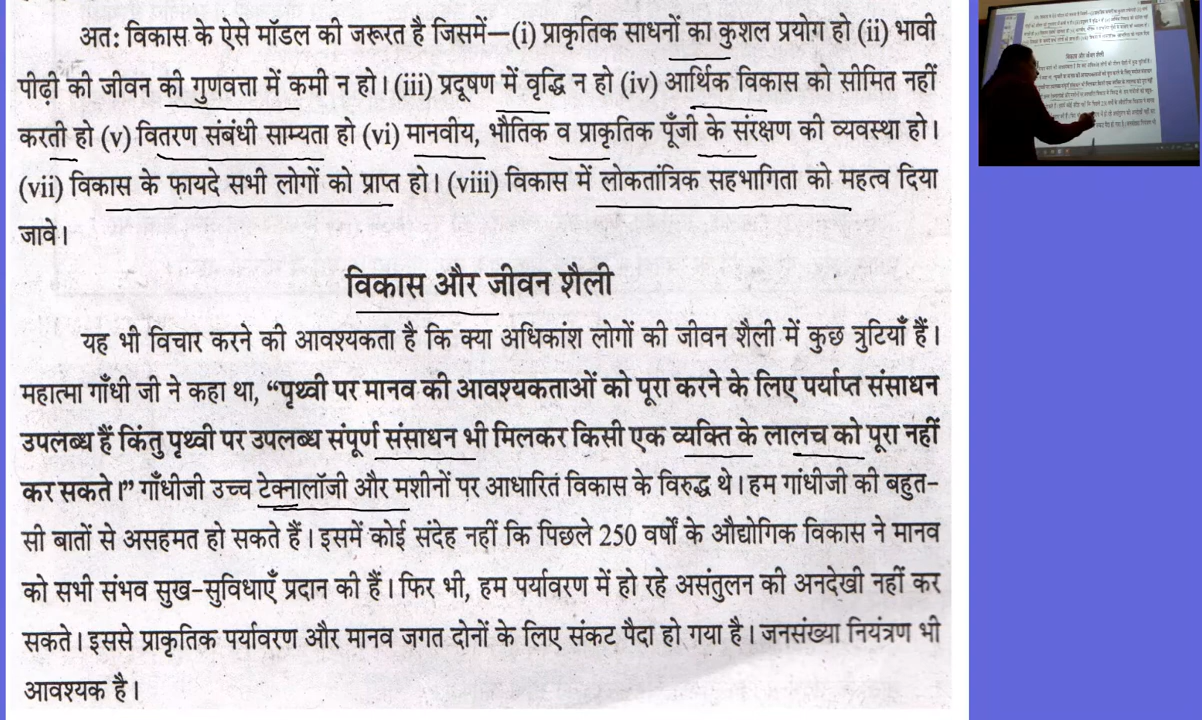 अतः विकास के ऐसे मॉडल की जरूरत है जिसमें—(i) प्राकृतिक साधनों का कुशल प्रयोग हो (ii) भावी
पीढ़ी की जीवन की गुणवत्ता में कमी न हो। (iii) प्रदूषण में वृद्धि न हो (iv) आर्थिक विकास को सीमित नहीं
करती हो (v) वितरण संबंधी साम्यता हो (vi) मानवीय, भौतिक व प्राकृतिक पूँजी के संरक्षण की व्यवस्था हो।
(vii) विकास के फायदे सभी लोगों को प्राप्त हो। (viii) विकास में लोकतांत्रिक सहभागिता को महत्व दिया
जावे।
विकास और जीवन शैली
यह भी विचार करने की आवश्यकता है कि क्या अधिकांश लोगों की जीवन शैली में कुछ त्रुटियाँ हैं।
महात्मा गाँधी जी ने कहा था, “पृथ्वी पर मानव की आवश्यकताओं को पूरा करने के लिए पर्याप्त संसाधन
उपलब्ध हैं किंतु पृथ्वी पर उपलब्ध संपूर्ण संसाधन भी मिलकर किसी एक व्यक्ति के लालच को पूरा नहीं
कर सकते।” गाँधीजी उच्च टेक्नालॉजी और मशीनों पर आधारित विकास के विरुद्ध थे। हम गांधीजी की बहुत-
सी बातों से असहमत हो सकते हैं। इसमें कोई संदेह नहीं कि पिछले 250 वर्षों के औद्योगिक विकास ने मानव
को सभी संभव सुख-सुविधाएँ प्रदान की हैं। फिर भी, हम पर्यावरण में हो रहे असंतुलन की अनदेखी नहीं कर
सकते। इससे प्राकृतिक पर्यावरण और मानव जगत दोनों के लिए संकट पैदा हो गया है। जनसंख्या नियंत्रण भी
आवश्यक है।